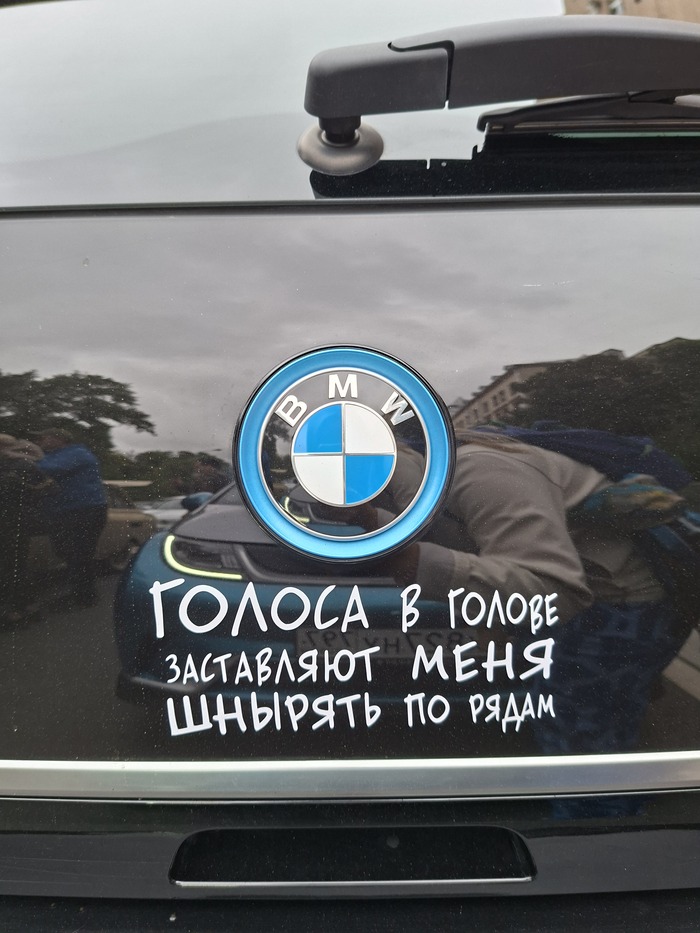 BMW
ГОЛОСА В ГОЛОВЕ
ЗАСТАВЛЯЮТ МЕНЯ
ШНЫРЯТЬ ПО РЯДАМ